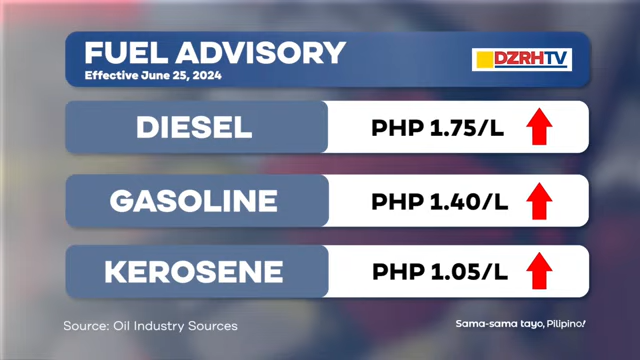 FUEL ADVISORY
Effective June 25, 2024
DZRHTV
DIESEL
PHP 1.75/L
GASOLINE
PHP 1.40/L
KEROSENE
PHP 1.05/L
Source: Oil Industry Sources
Sama-sama tayo, Pilipino!